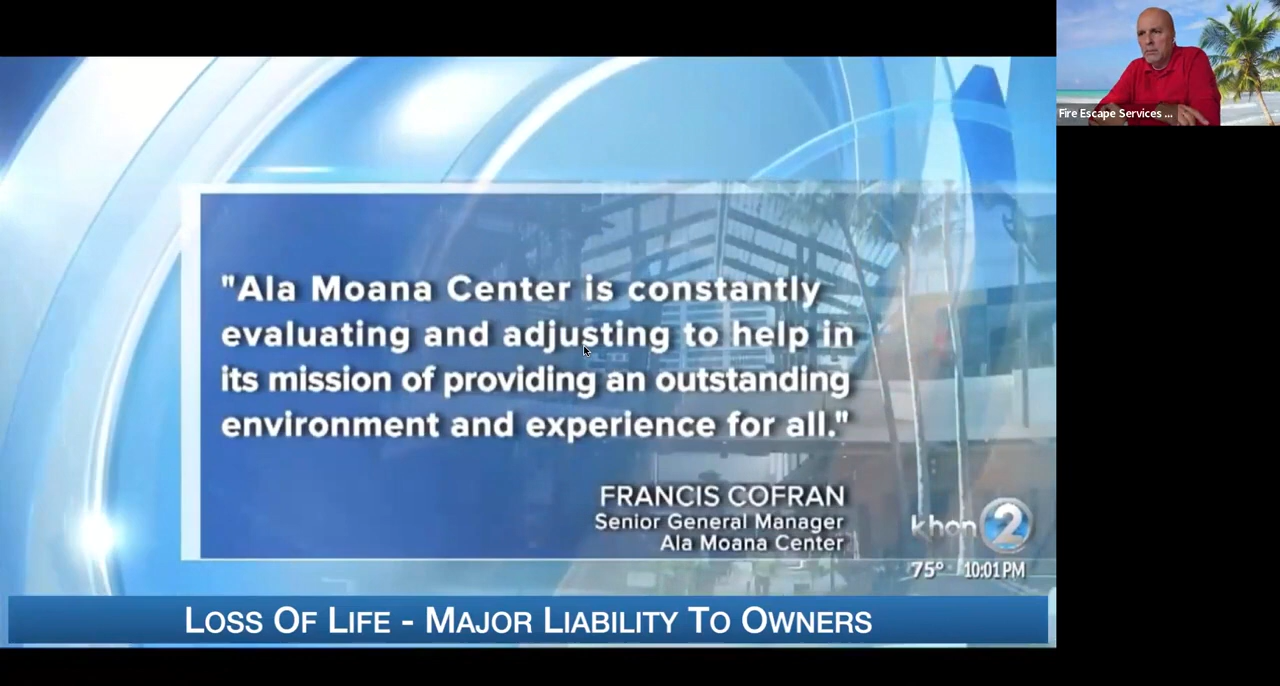 Fire Escape Services ...
"Ala Moana Center is constantly
evaluating and adjusting to help in
its mission of providing an outstanding
environment and experience for all."
FRANCIS COFRAN
Senior General Manager
Ala Moana Center
khon 2
75° 10:01 PM
LOSS OF LIFE - MAJOR LIABILITY TO OWNERS